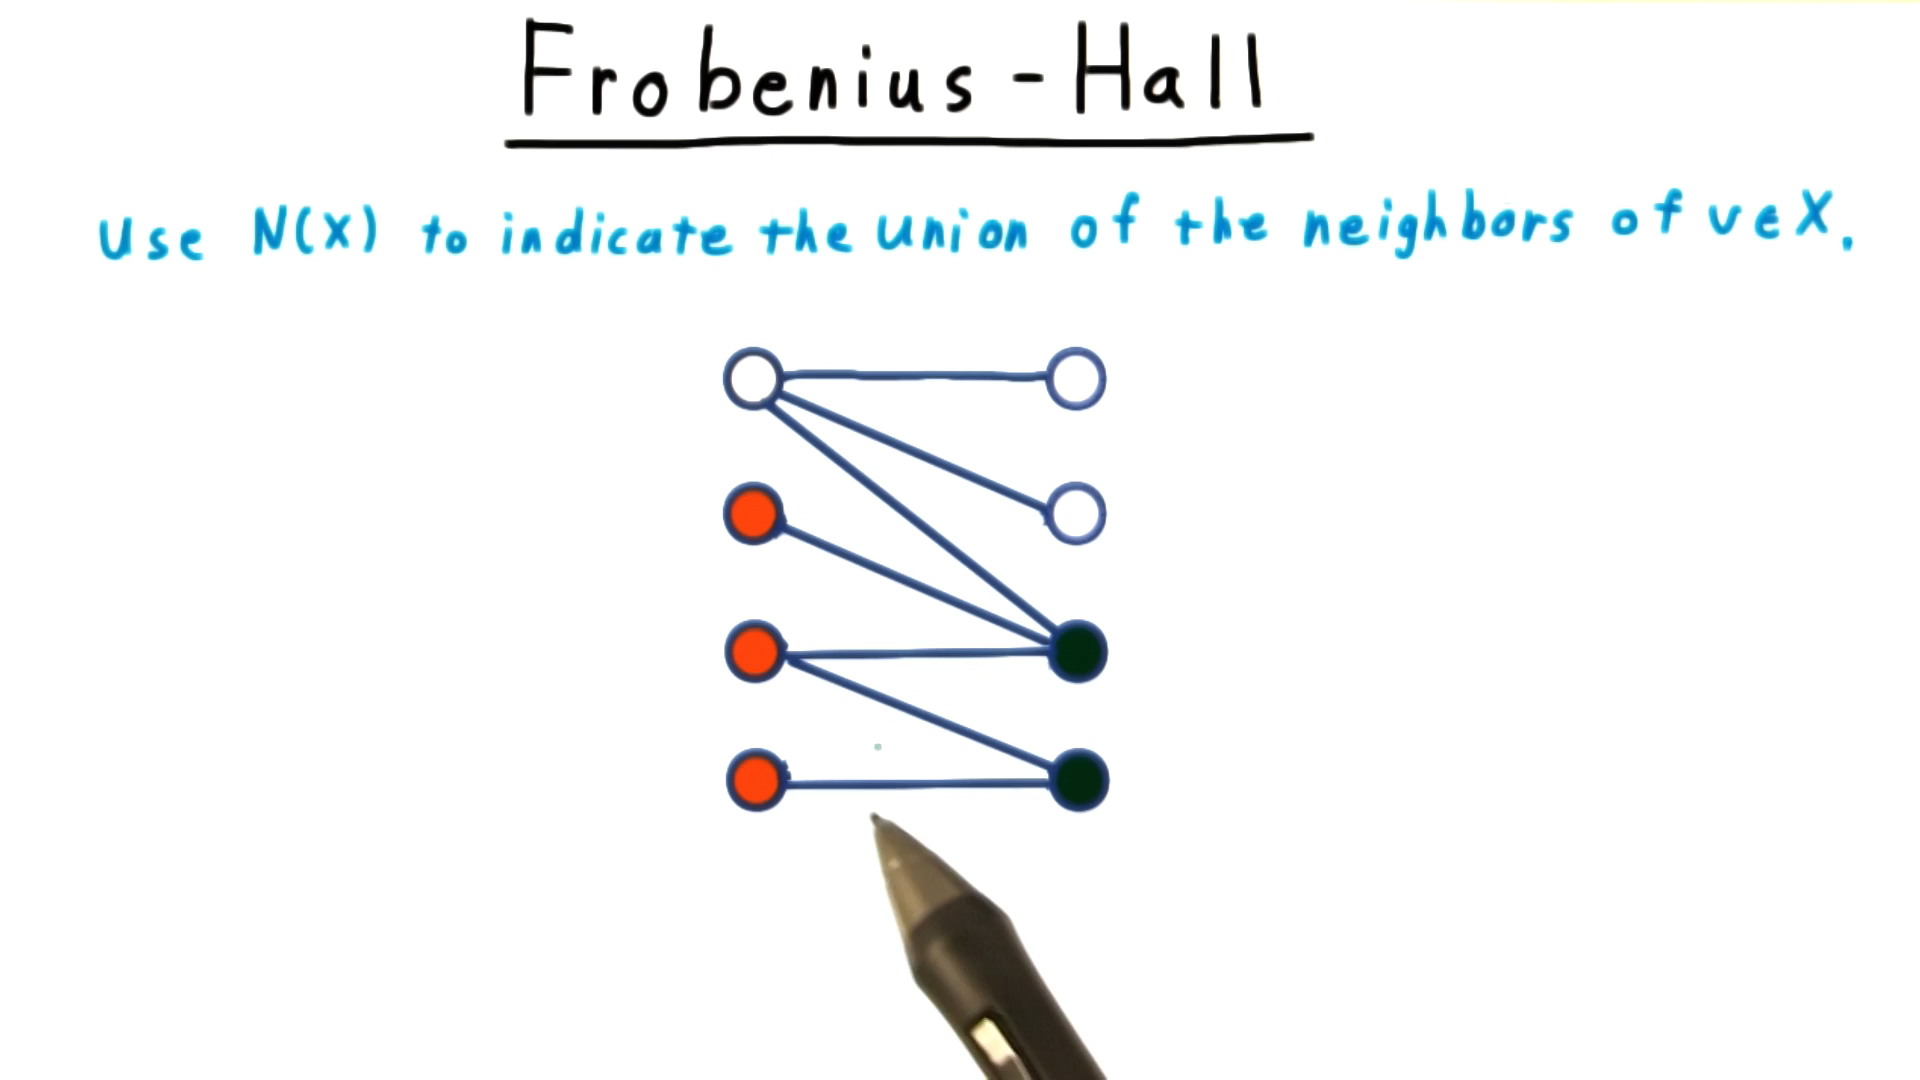 Frobenius - Hall
Use N(X) to indicate the union of the neighbors of v∈X.